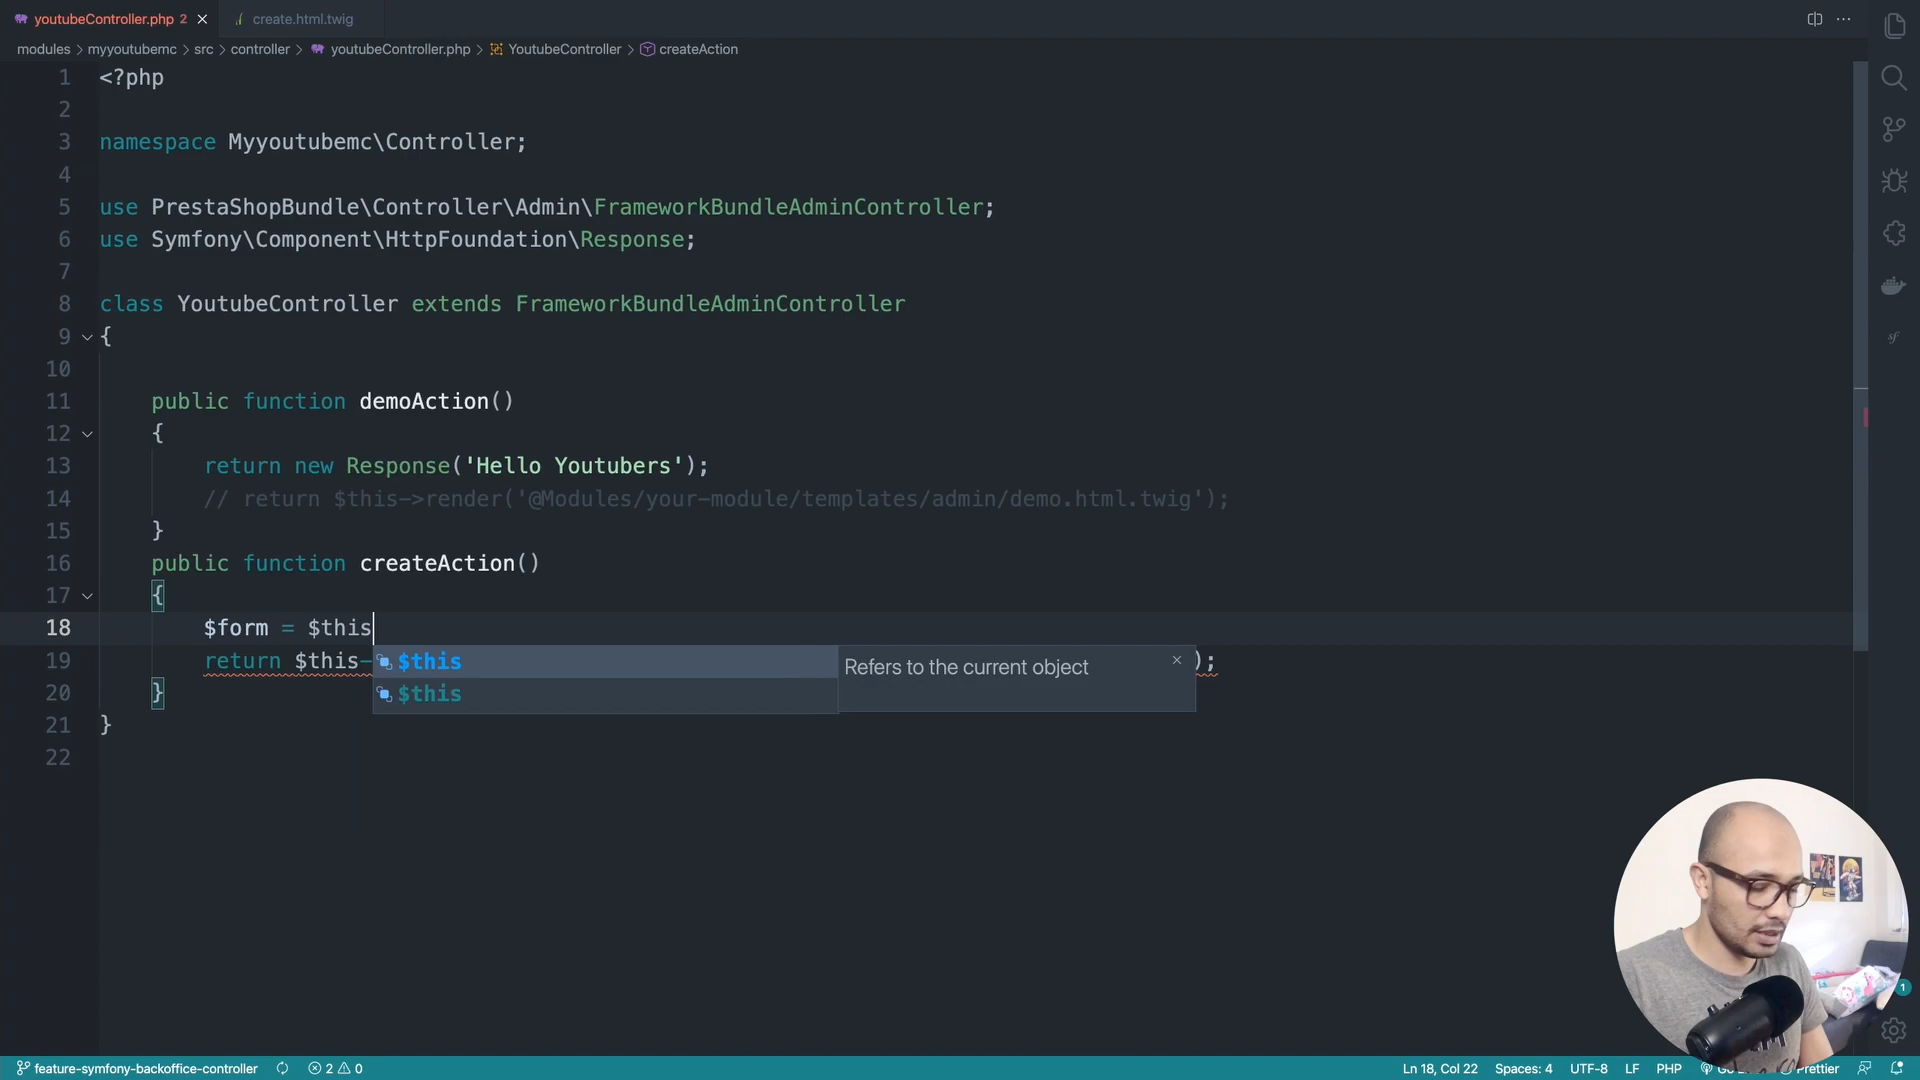 youtubeController.php 2
create.html.twig
modules > myyoutubemc > src > controller > youtubeController.php > YoutubeController > createAction
1 <?php
2
3 namespace Myyoutubemc\Controller;
4
5 use PrestaShopBundle\Controller\Admin\FrameworkBundleAdminController;
6 use Symfony\Component\HttpFoundation\Response;
7
8 class YoutubeController extends FrameworkBundleAdminController
9 {
10
11 public function demoAction()
12 {
13 return new Response('Hello Youtubers');
14 // return $this->render('@Modules/your-module/templates/admin/demo.html.twig');
15 }
16 public function createAction()
17 {
18 $form = $this
19 return $this- );
$this
Refers to the current object
$this
20 }
21 }
22
1
feature-symfony-backoffice-controller 2 0 Ln 18, Col 22 Spaces: 4 UTF-8 LF PHP Prettier